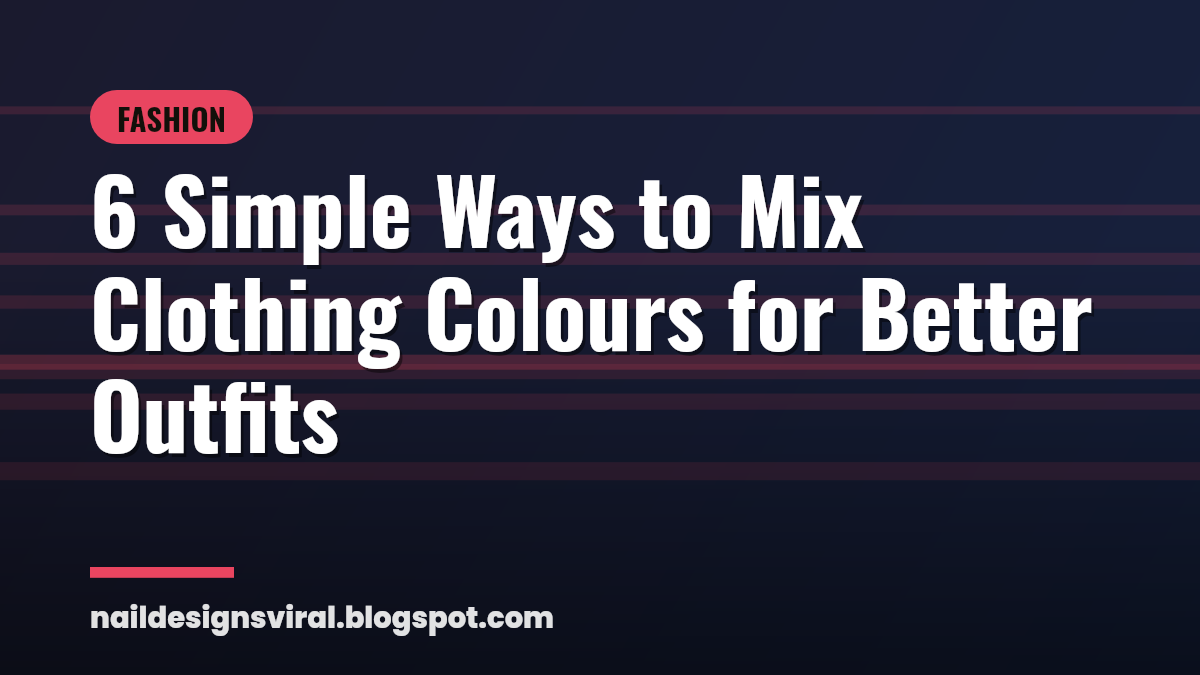 FASHION
6 Simple Ways to Mix
Clothing Colours for Better
Outfits
naildesignsviral.blogspot.com